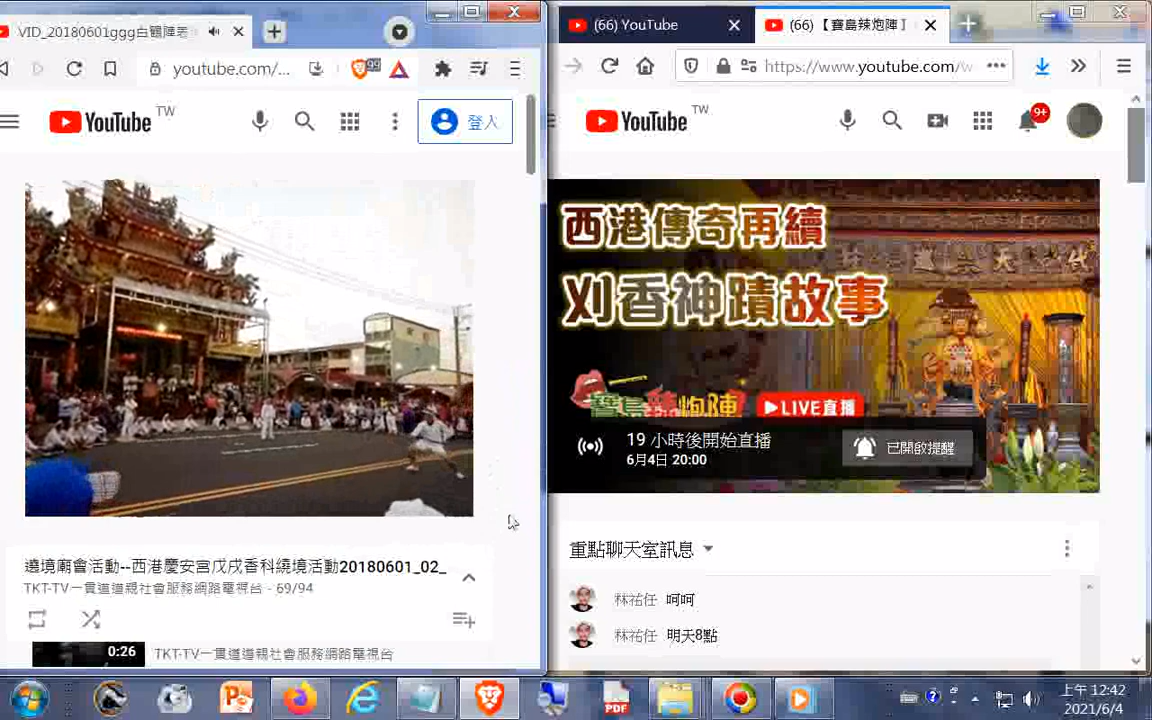 VID_20180601ggg白鶴陣
(66) YouTube
(66) 【寶島辣炮陣】
youtube.com/...
99
https://www.youtube.com/w
YouTube TW
登入
YouTube TW
9+
西港傳奇再續
刈香神蹟故事
寶島辣炮陣
LIVE直播
19 小時後開始直播
6月4日 20:00
已開啟提醒
遶境廟會活動--西港慶安宮戊戌香科繞境活動20180601_02_
TKT-TV一貫道道親社會服務網路電視台 - 69/94
0:26
TKT-TV一貫道道親社會服務網路電視台
重點聊天室訊息
林祐任 呵呵
林祐任 明天8點
PDF
上午 12:42
2021/6/4